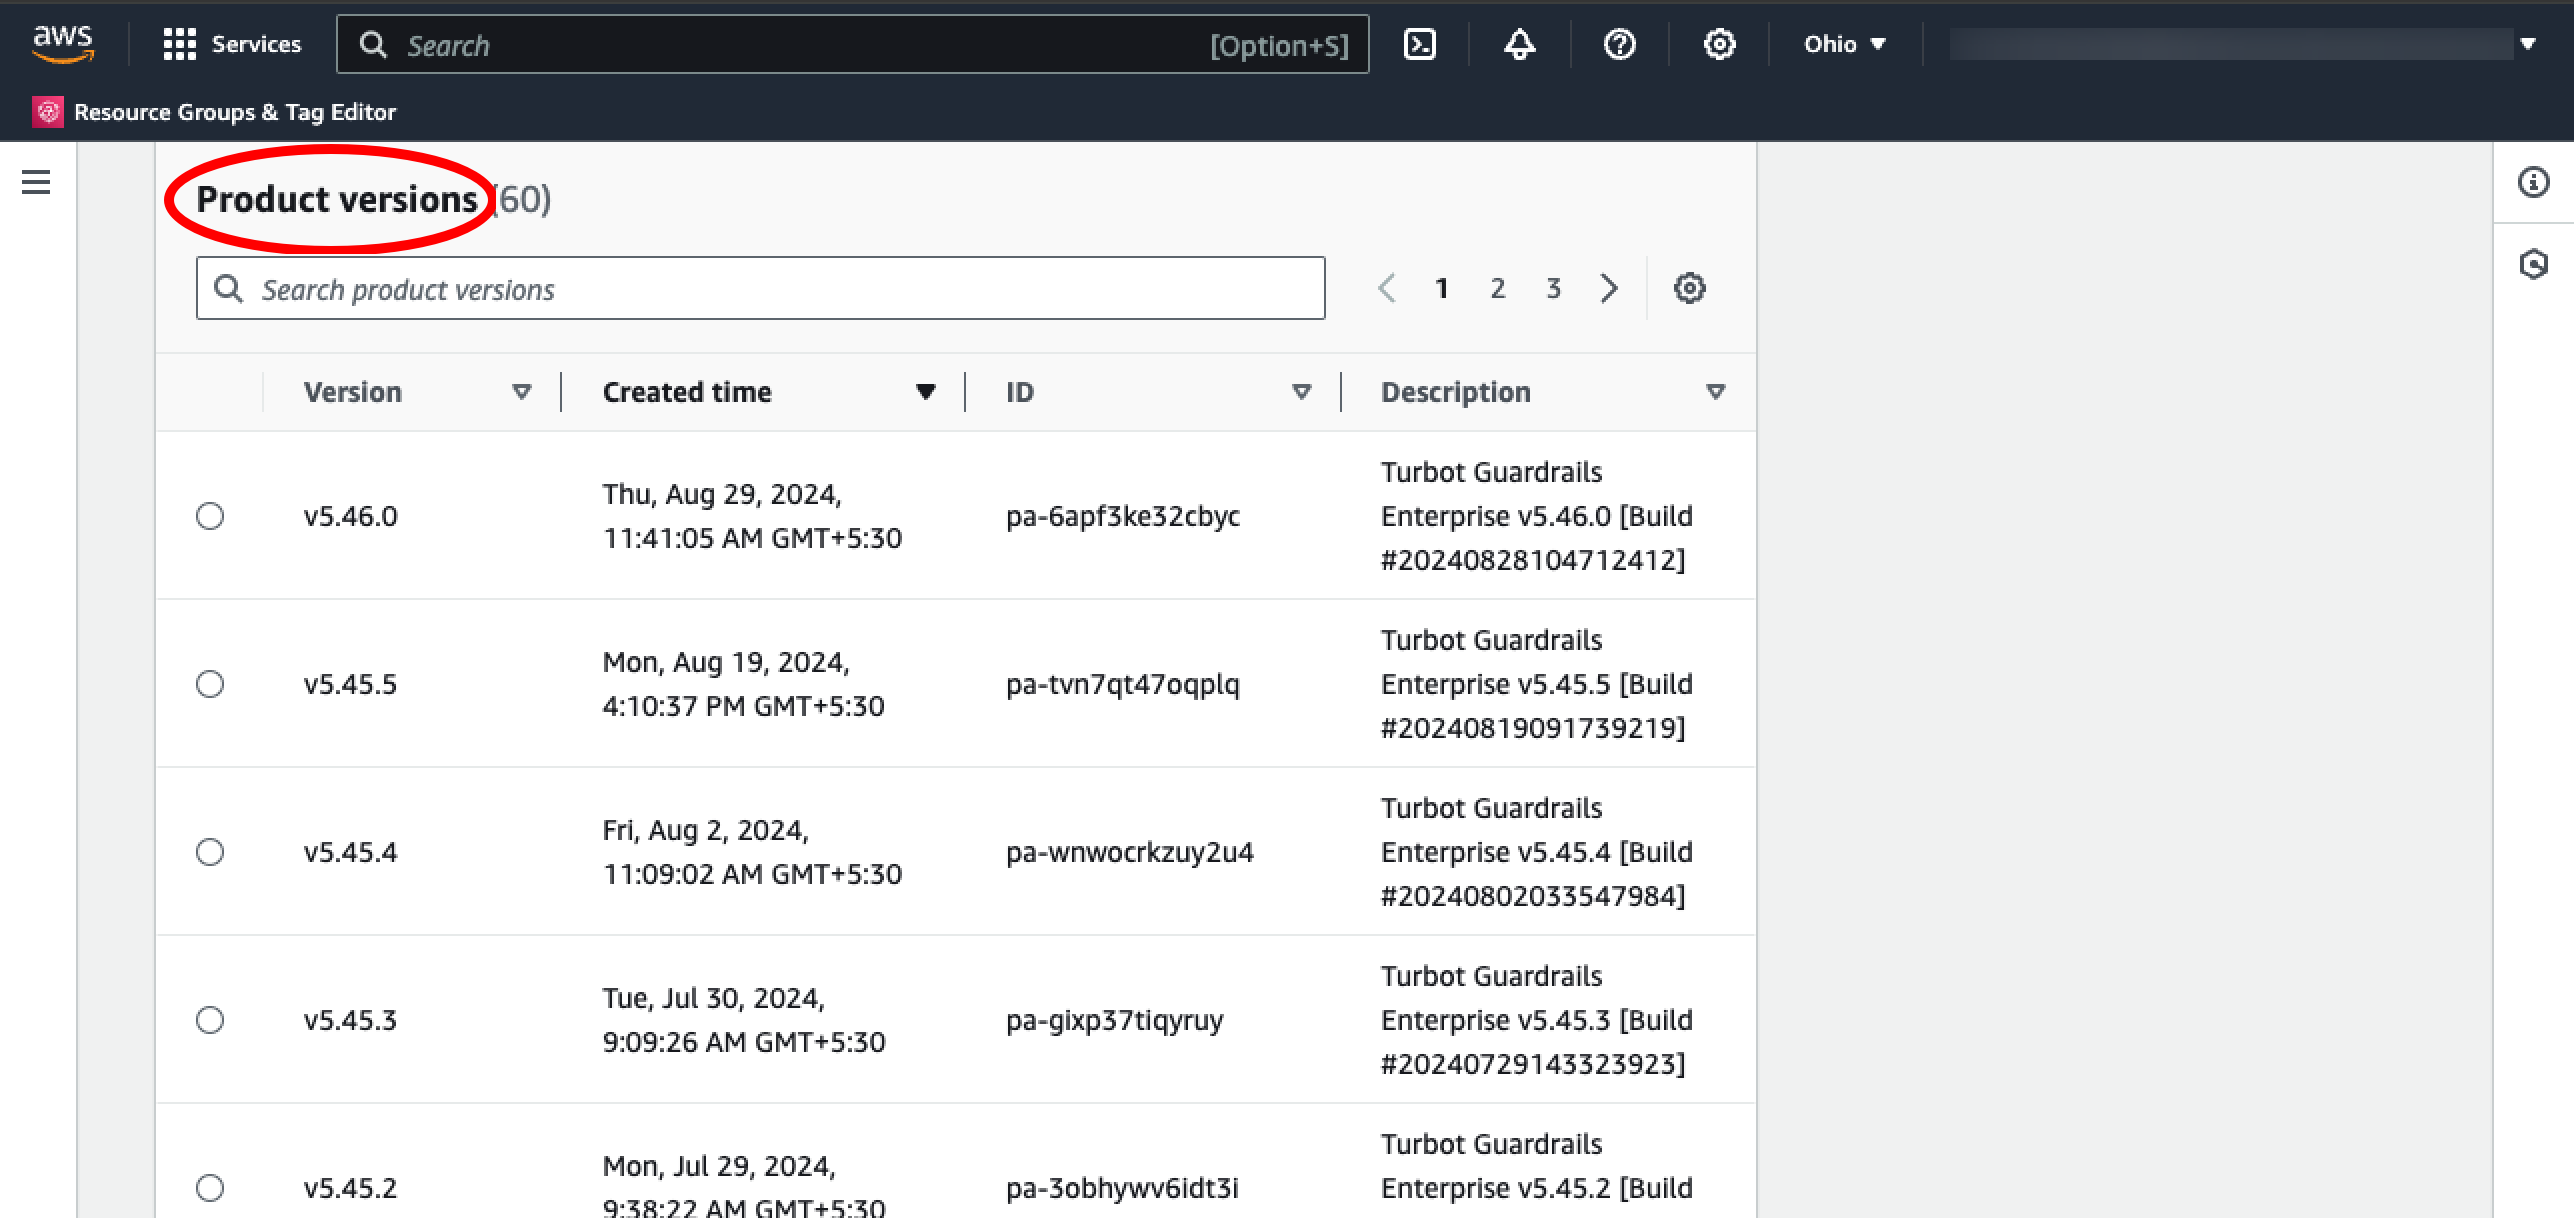 aws
Services
Search
[Option+S]
Ohio
Resource Groups & Tag Editor
Product versions (60)
Search product versions
1 2 3
Version Created time ID Description
v5.46.0
Thu, Aug 29, 2024,
11:41:05 AM GMT+5:30
pa-6apf3ke32cbyc
Turbot Guardrails
Enterprise v5.46.0 [Build
#20240828104712412]
v5.45.5
Mon, Aug 19, 2024,
4:10:37 PM GMT+5:30
pa-tvn7qt47oqplq
Turbot Guardrails
Enterprise v5.45.5 [Build
#20240819091739219]
v5.45.4
Fri, Aug 2, 2024,
11:09:02 AM GMT+5:30
pa-wnwocrkzuy2u4
Turbot Guardrails
Enterprise v5.45.4 [Build
#20240802033547984]
v5.45.3
Tue, Jul 30, 2024,
9:09:26 AM GMT+5:30
pa-gixp37tiqyruy
Turbot Guardrails
Enterprise v5.45.3 [Build
#20240729143323923]
v5.45.2
Mon, Jul 29, 2024,
9:38:22 AM GMT+5:30
pa-3obhywv6idt3i
Turbot Guardrails
Enterprise v5.45.2 [Build